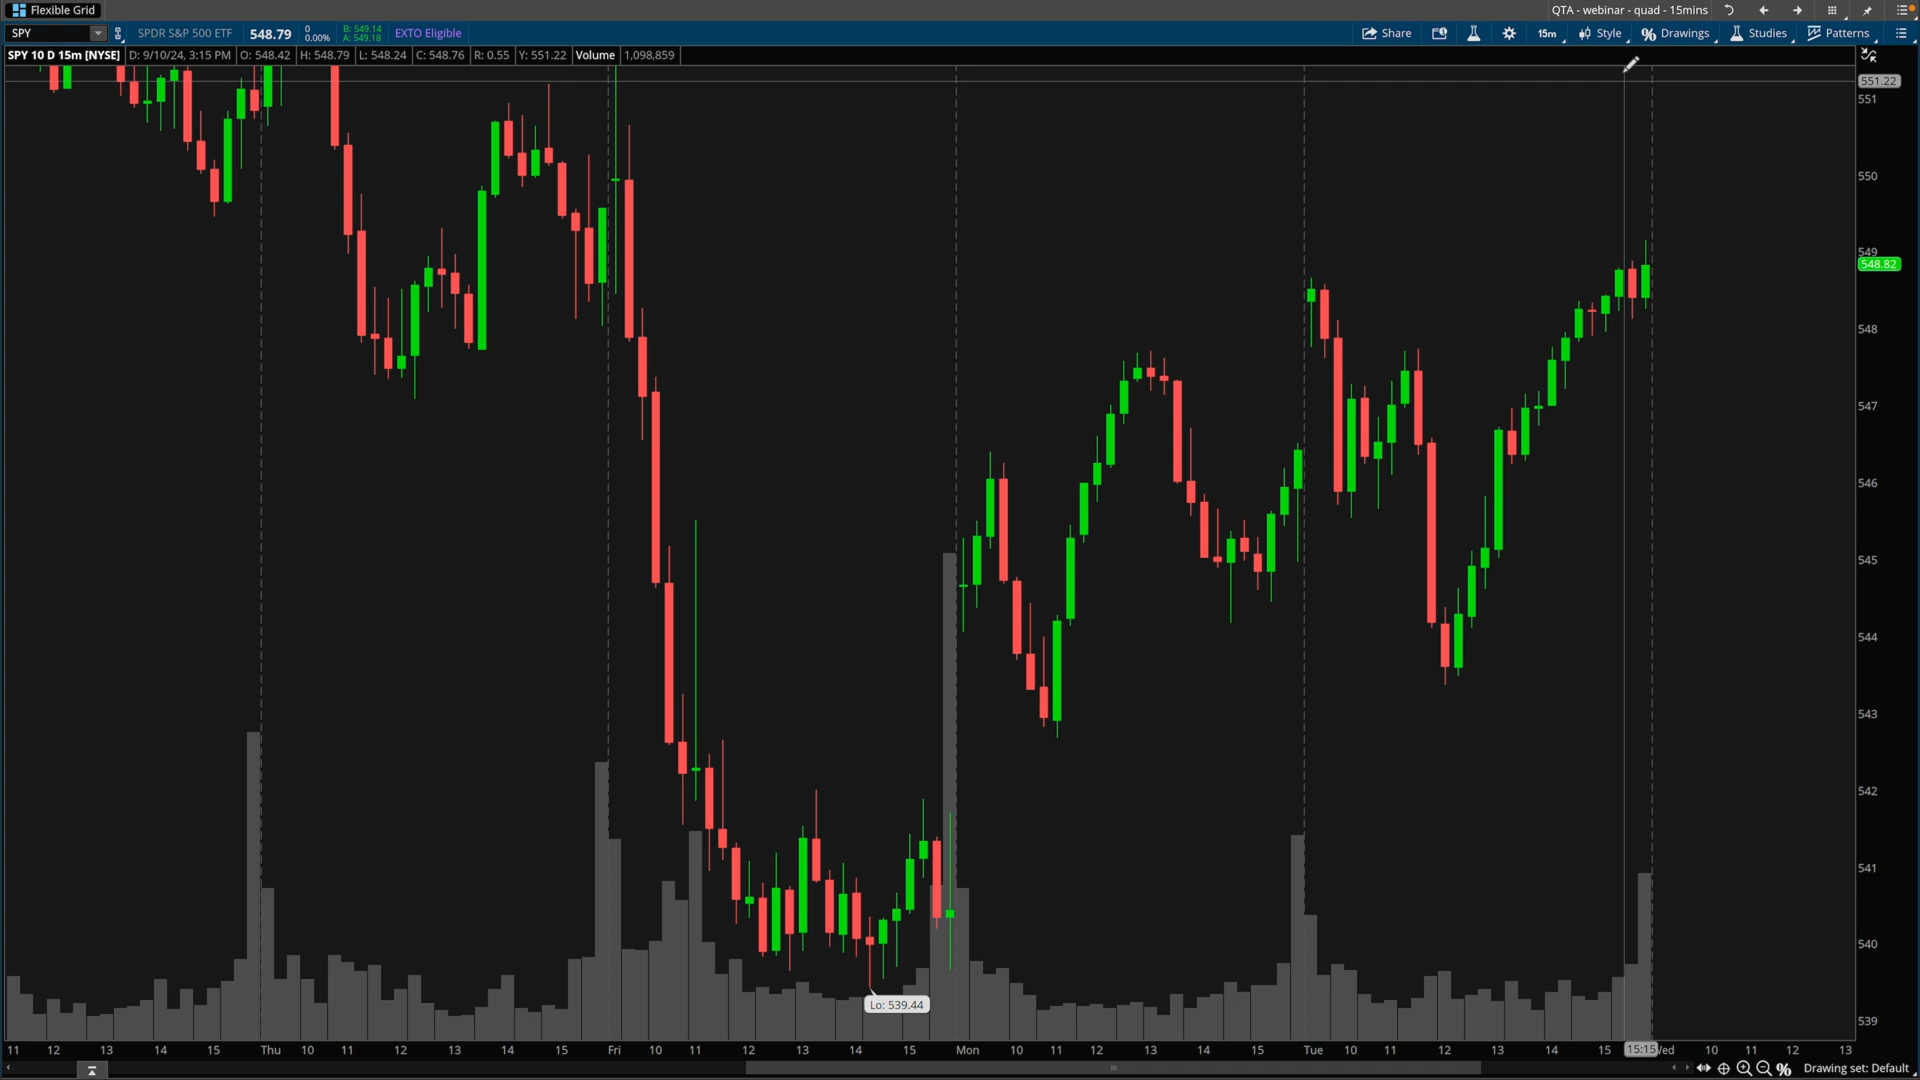 Flexible Grid
QTA - webinar - quad - 15mins
SPY
SPDR S&P 500 ETF
548.79
0
0.00%
B: 549.14
A: 549.18
EXTO Eligible
Share
15m
Style
Drawings
Studies
Patterns
SPY 10 D 15m [NYSE]
D: 9/10/24, 3:15 PM
O: 548.42
H: 548.79
L: 548.24
C: 548.76
R: 0.55
Y: 551.22
Volume
1,098,859
551.22
551
550
549
548.82
548
547
546
545
544
543
542
541
540
539
Lo: 539.44
11 12 13 14 15 Thu 10 11 12 13 14 15 Fri 10 11 12 13 14 15 Mon 10 11 12 13 14 15 Tue 10 11 12 13 14 15 15:15 Wed 10 11 12 13
Drawing set: Default